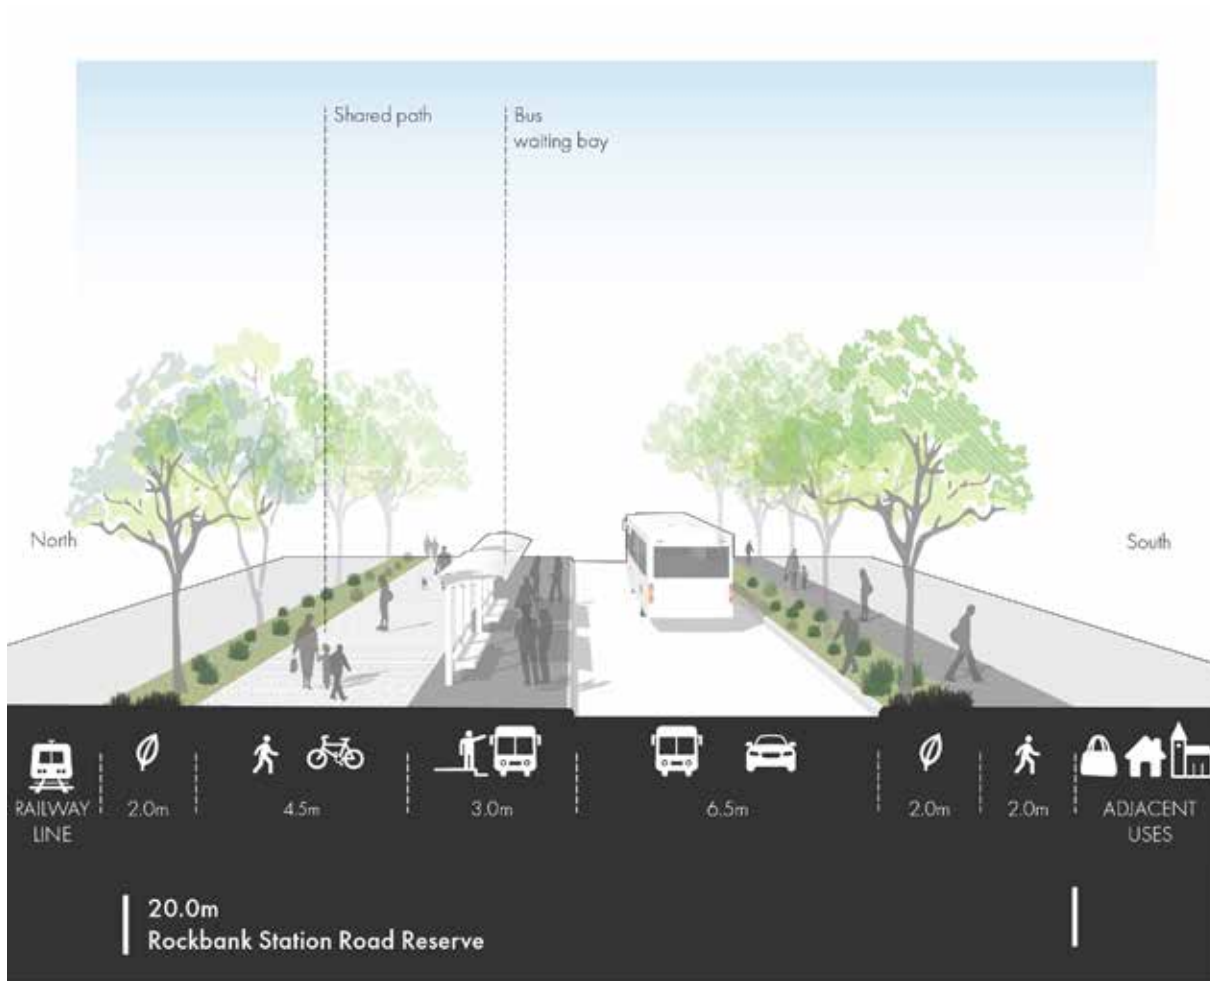 Shared path
Bus
waiting bay
North
South
RAILWAY
LINE
2.0m
4.5m
3.0m
6.5m
2.0m
2.0m
ADJACENT
USES
20.0m
Rockbank Station Road Reserve